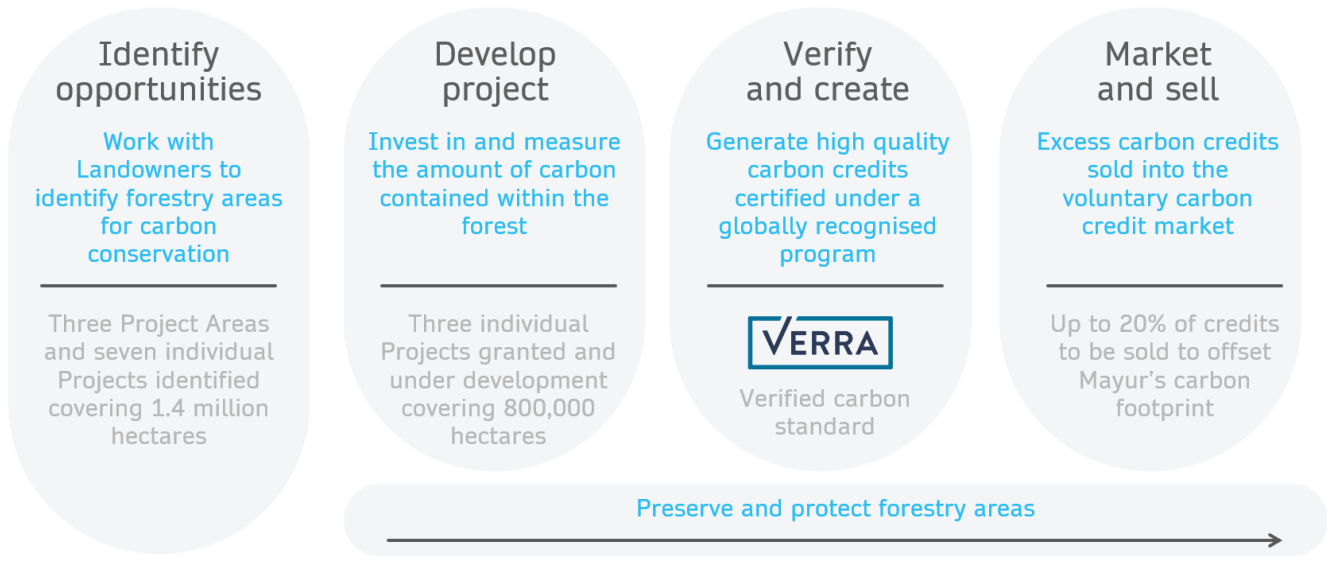 Identify
opportunities
Work with
Landowners to
identify forestry areas
for carbon
conservation
Three Project Areas
and seven individual
Projects identified
covering 1.4 million
hectares
Develop
project
Invest in and measure
the amount of carbon
contained within the
forest
Three individual
Projects granted and
under development
covering 800,000
hectares
Verify
and create
Generate high quality
carbon credits
certified under a
globally recognised
program
VERRA
Verified carbon
standard
Market
and sell
Excess carbon credits
sold into the
voluntary carbon
credit market
Up to 20% of credits
to be sold to offset
Mayur's carbon
footprint
Preserve and protect forestry areas